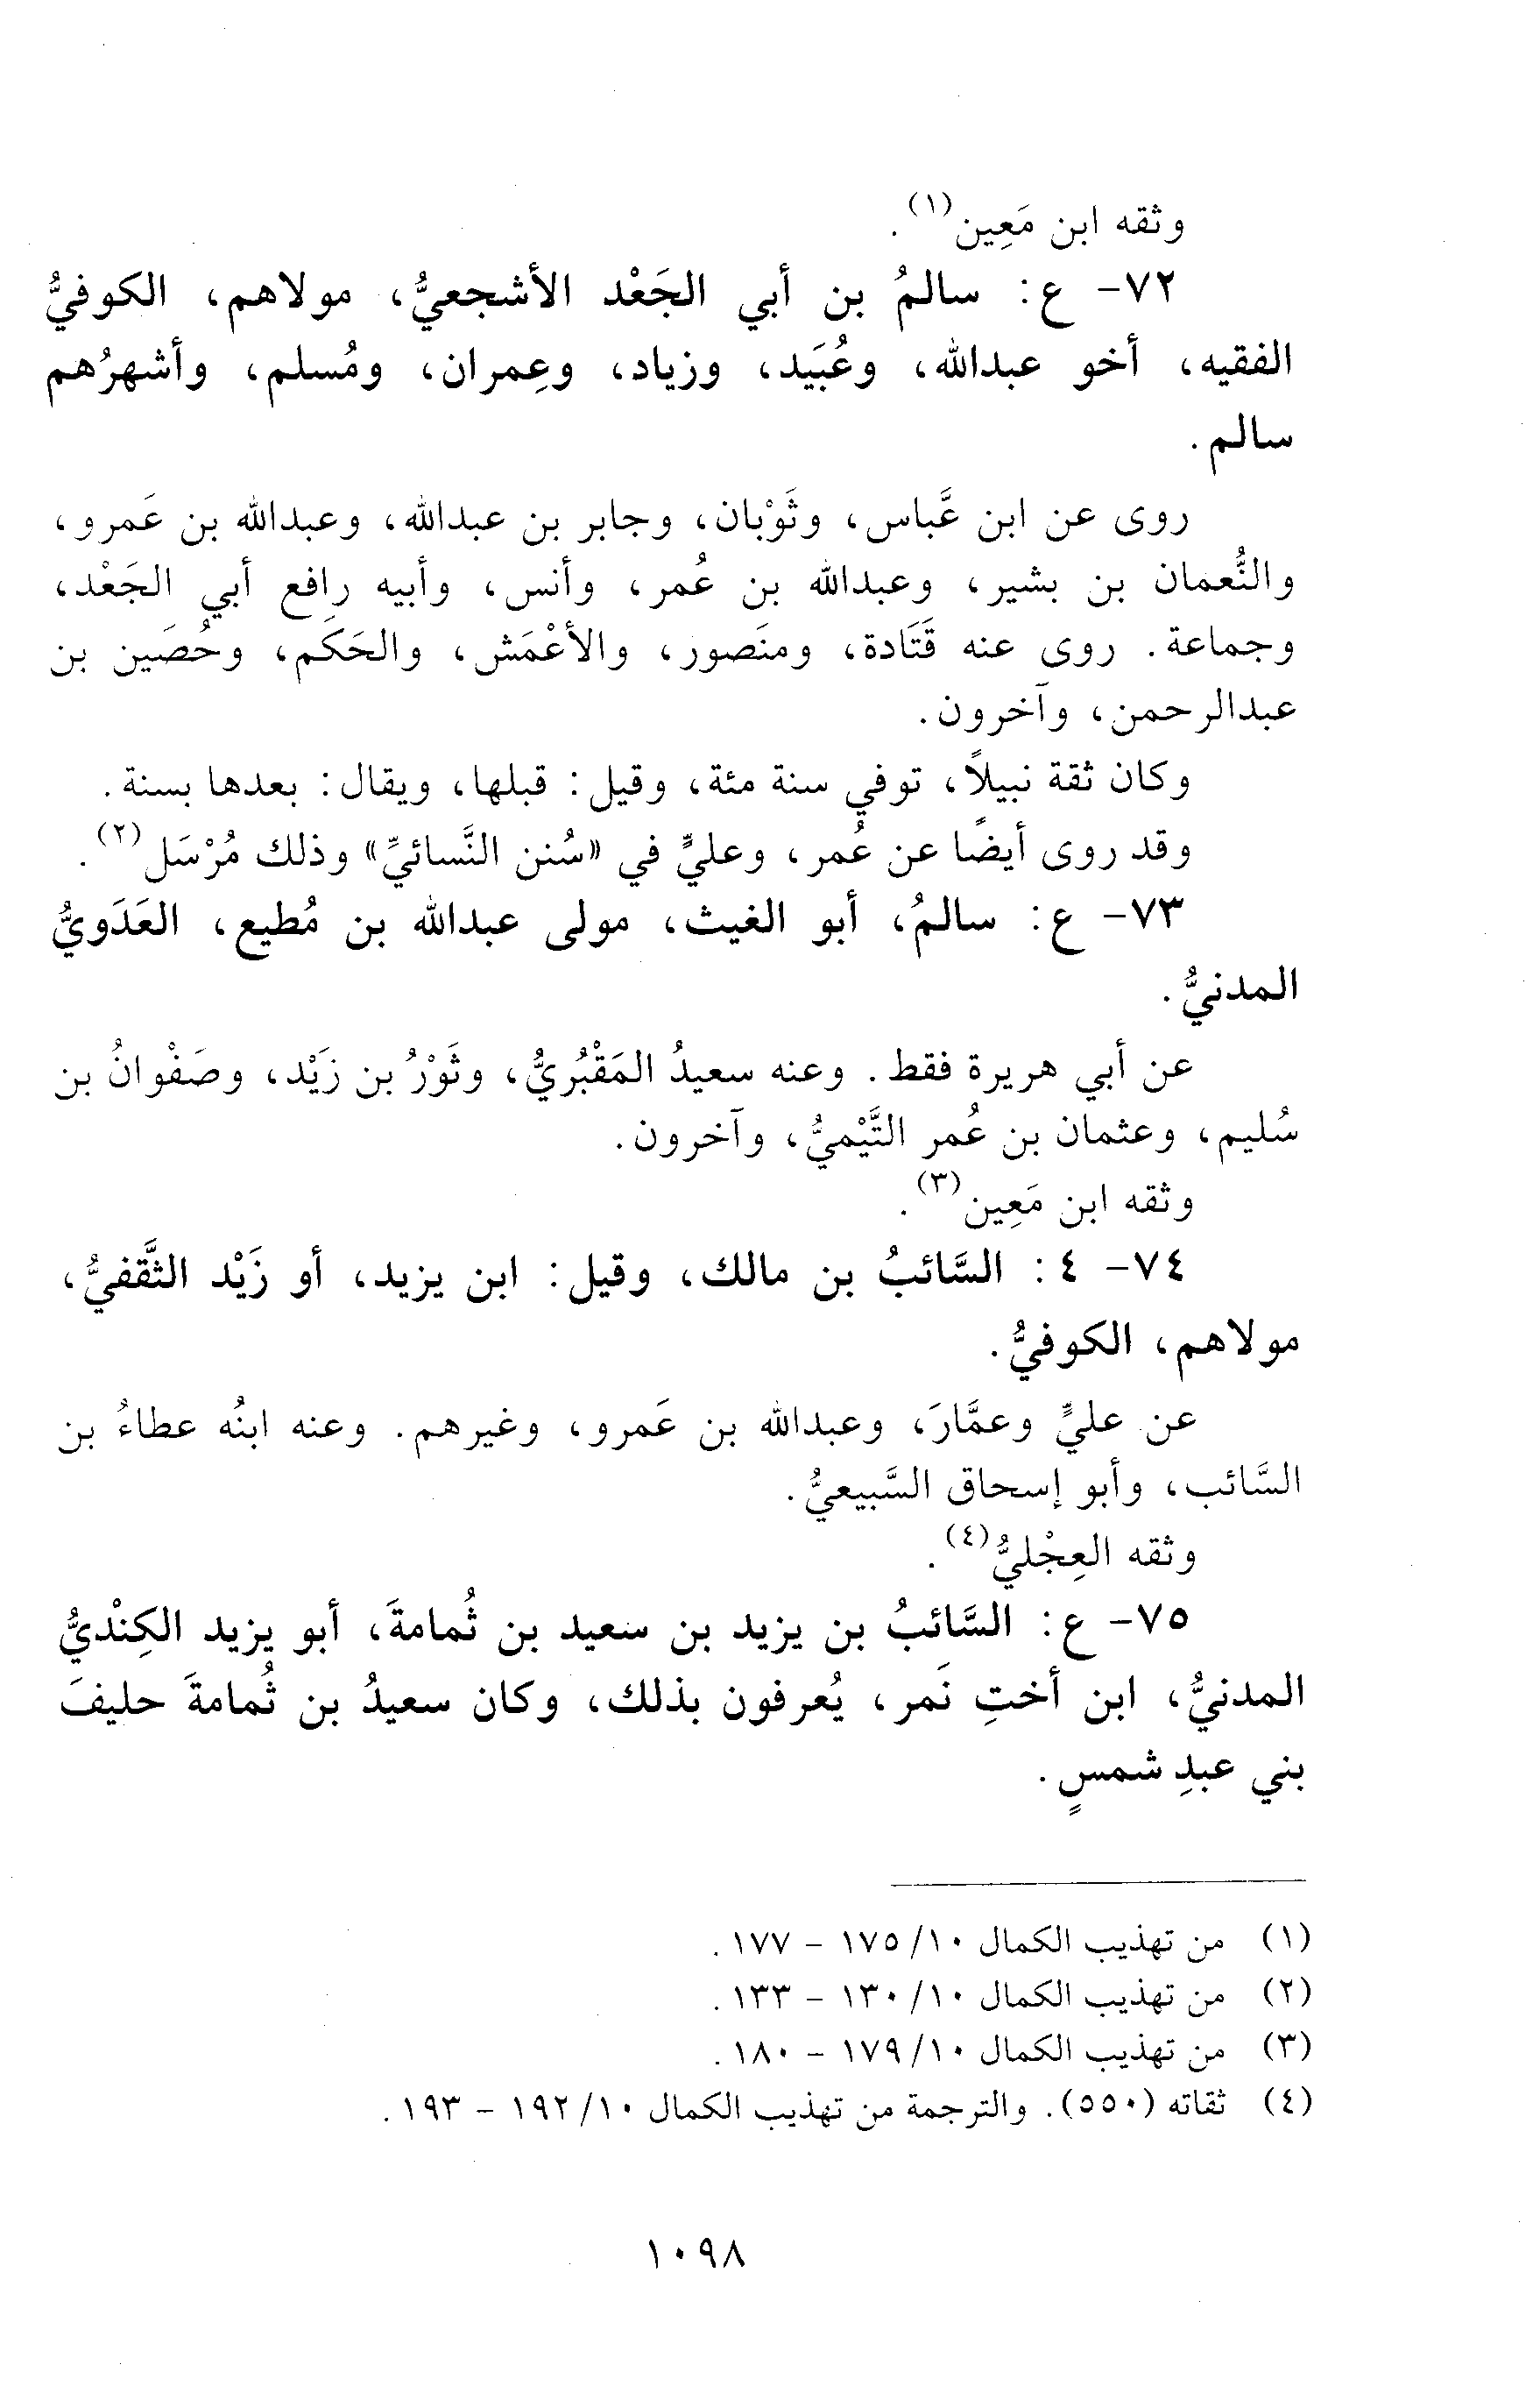 وثقه ابن مَعِين(١).
٧٢- ع: سالمُ بن أبي الجَعْد الأشجعيُّ، مولاهم، الكوفيُّ
الفقيه، أخو عبدالله، وعُبَيد، وزياد، وعِمران، ومُسلم، وأشهرُهم
سالم.
روى عن ابن عَّباس، وثَوْبان، وجابر بن عبدالله، وعبدالله بن عَمرو،
والنُّعمان بن بشير، وعبدالله بن عُمر، وأنس، وأبيه رافع أبي الجَعْد،
وجماعة. روى عنه قَتَادة، ومنَصور، والأعْمَش، والحَكَم، وحُصَين بن
عبدالرحمن، وآخرون.
وكان ثقة نبيلاً، توفي سنة مئة، وقيل: قبلها، ويقال: بعدها بسنة.
وقد روى أيضًا عن عُمر، وعليٍّ في «سُنن النَّسائيِّ» وذلك مُرْسَل(٢).
٧٣- ع: سالمُ، أبو الغيث، مولى عبدالله بن مُطيع، العَدَويُّ
المدنيُّ.
عن أبي هريرة فقط. وعنه سعيدُ المَقْبُريُّ، وثَوْرُ بن زَيْد، وصَفْوانُ بن
سُليم، وعثمان بن عُمر التَّيْميُّ، وآخرون.
وثقه ابن مَعِين(٣).
٧٤- ٤: السَّائبُ بن مالك، وقيل: ابن يزيد، أو زَيْد الثَّقفيُّ،
مولاهم، الكوفيُّ.
عن عليٍّ وعمَّارَ، وعبدالله بن عَمرو، وغيرهم. وعنه ابنُه عطاءُ بن
السَّائب، وأبو إسحاق السَّبيعيُّ.
وثقه العِجْليُّ(٤).
٧٥- ع: السَّائبُ بن يزيد بن سعيد بن ثُمامةَ، أبو يزيد الكِنْديُّ
المدنيُّ، ابن أختِ نَمر، يُعرفون بذلك، وكان سعيدُ بن ثُمامةَ حليفَ
بني عبدِ شمسٍ.
(١) من تهذيب الكمال ١٠/ ١٧٥ - ١٧٧.
(٢) من تهذيب الكمال ١٠/ ١٣٠ - ١٣٣.
(٣) من تهذيب الكمال ١٠/ ١٧٩ - ١٨٠.
(٤) ثقاته (٥٥٠). والترجمة من تهذيب الكمال ١٠/ ١٩٢ - ١٩٣.
١٠٩٨